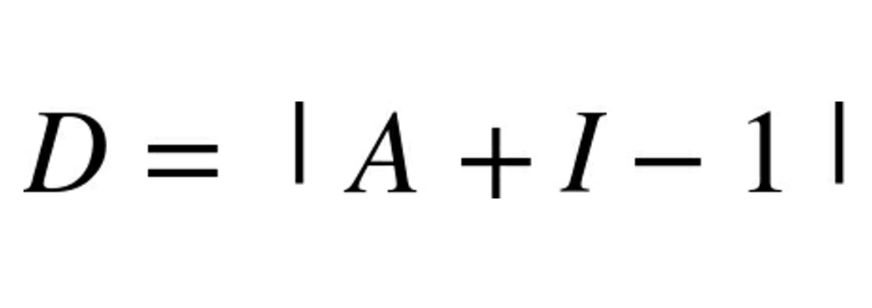 D = | A + I − 1 |